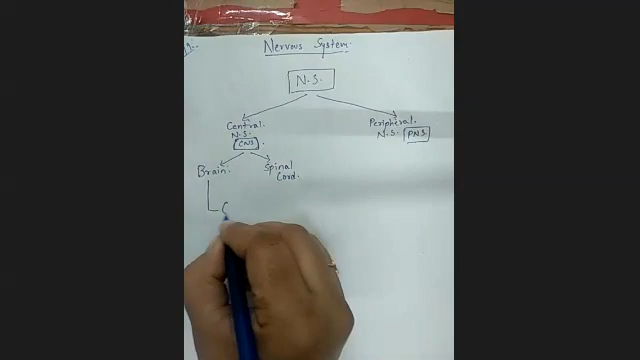 Nervous System.
N.S.
Central
N.S.
CNS
Peripheral
N.S. PNS
Brain.
Spinal
Cord.
C